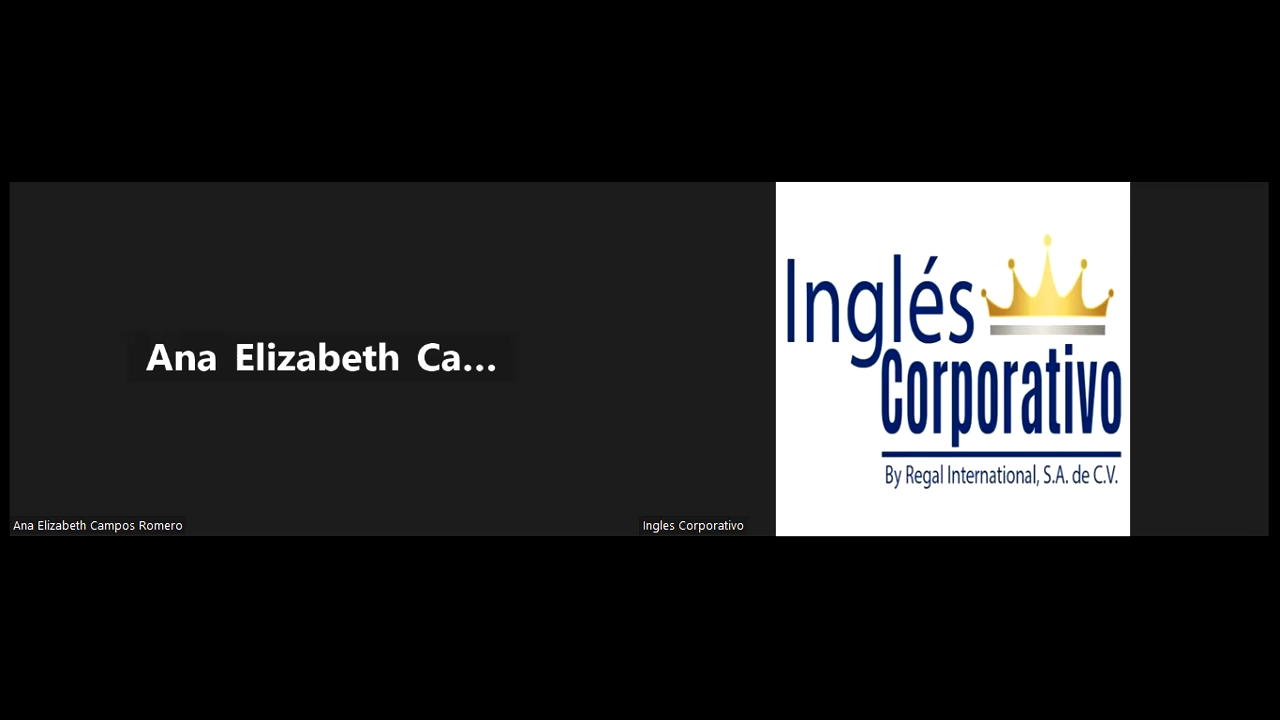 Ana Elizabeth Ca...
Ana Elizabeth Campos Romero
Inglés
Corporativo
By Regal International, S.A. de C.V.
Ingles Corporativo